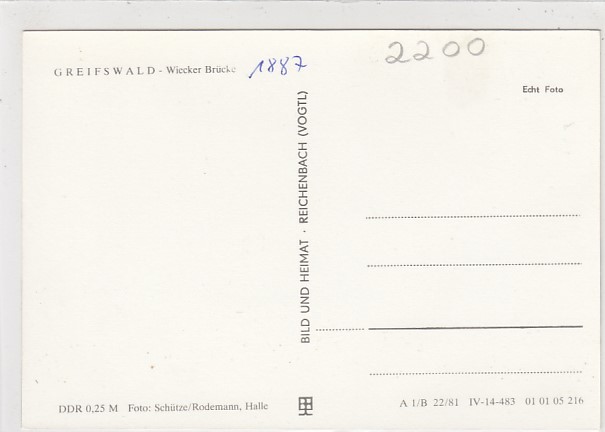 GREIFSWALD - Wiecker Brücke 1887
2200
Echt Foto
BILD UND HEIMAT · REICHENBACH (VOGTL)
DDR 0,25 M Foto: Schütze/Rodemann, Halle
A 1/B 22/81 IV-14-483 01 01 05 216